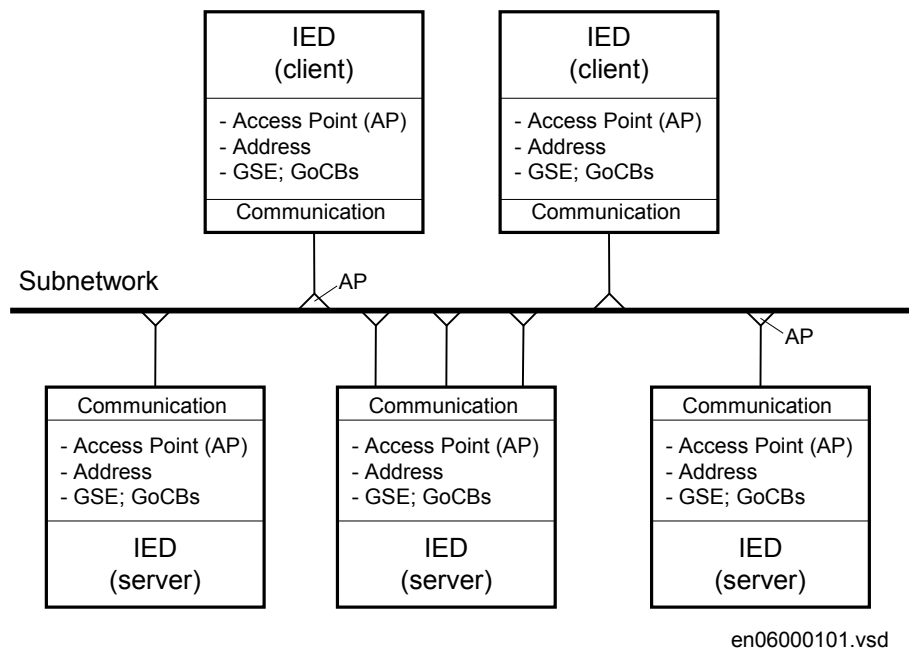 IED
(client)
- Access Point (AP)
- Address
- GSE; GoCBs
Communication
IED
(client)
- Access Point (AP)
- Address
- GSE; GoCBs
Communication
Subnetwork
AP
AP
Communication
- Access Point (AP)
- Address
- GSE; GoCBs
IED
(server)
Communication
- Access Point (AP)
- Address
- GSE; GoCBs
IED
(server)
Communication
- Access Point (AP)
- Address
- GSE; GoCBs
IED
(server)
en06000101.vsd